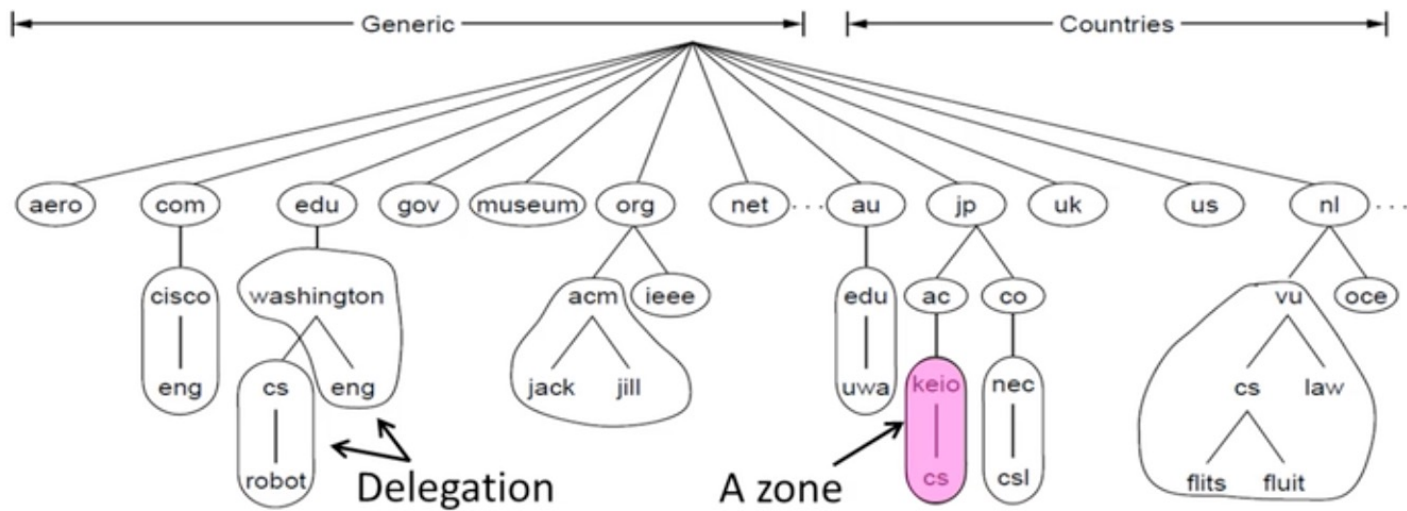 Generic Countries
aero com edu gov museum org net ... au jp uk us nl ...
cisco washington acm ieee edu ac co vu oce
eng cs eng jack jill uwa keio nec cs law
robot Delegation A zone cs csl flits fluit